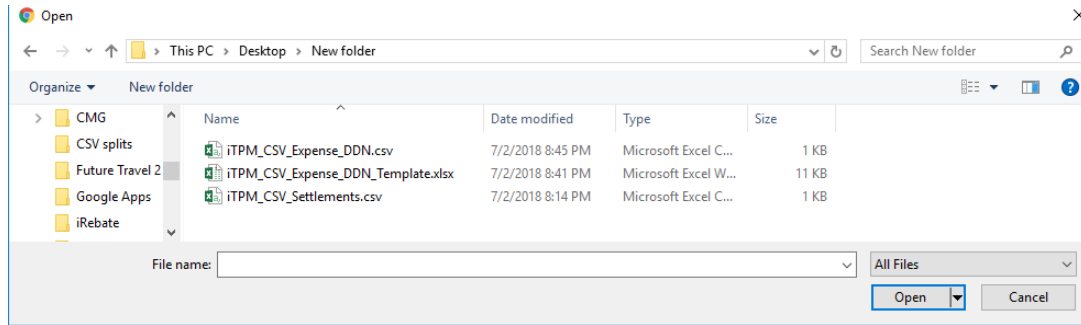 Open
This PC > Desktop > New folder
Search New folder
Organize
New folder
CMG
CSV splits
Future Travel 2
Google Apps
iRebate
Name Date modified Type Size
iTPM_CSV_Expense_DDN.csv 7/2/2018 8:45 PM Microsoft Excel C... 1 KB
iTPM_CSV_Expense_DDN_Template.xlsx 7/2/2018 8:41 PM Microsoft Excel W... 11 KB
iTPM_CSV_Settlements.csv 7/2/2018 8:14 PM Microsoft Excel C... 1 KB
File name:
All Files
Open
Cancel